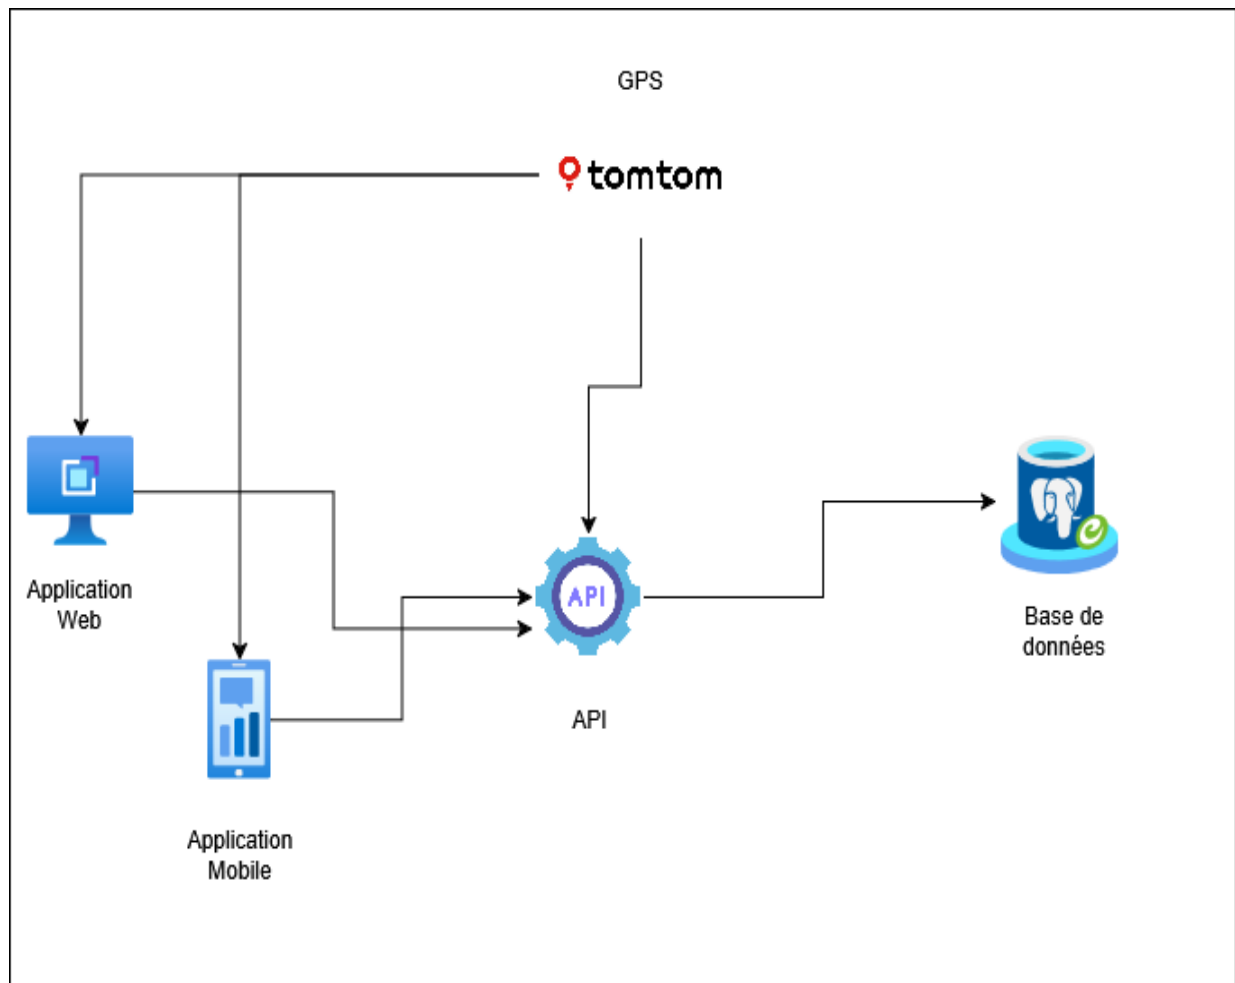 GPS
tomtom
Application
Web
API
Base de
données
API
Application
Mobile